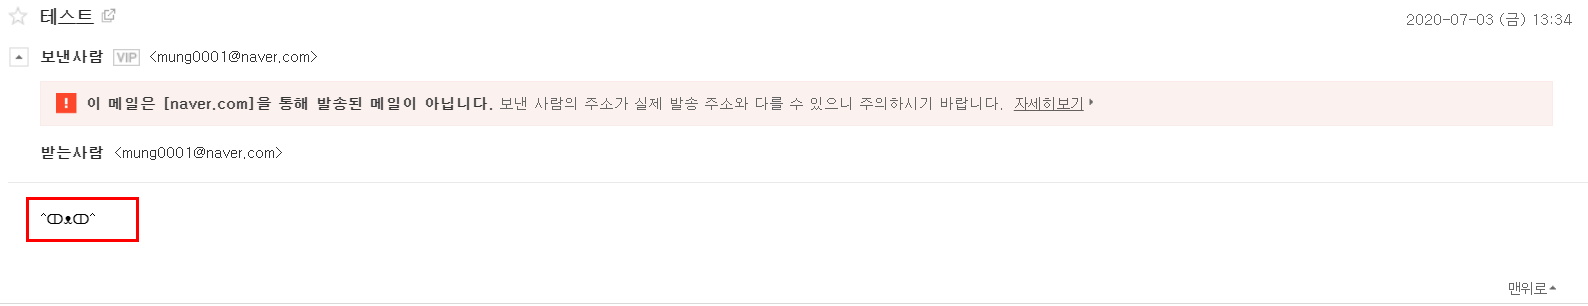 테스트
2020-07-03 (금) 13:34
보낸사람 VIP <mung0001@naver.com>
! 이 메일은 [naver.com]을 통해 발송된 메일이 아닙니다. 보낸 사람의 주소가 실제 발송 주소와 다를 수 있으니 주의하시기 바랍니다. 자세히보기
받는사람 <mung0001@naver.com>
^ↀᴥↀ^
맨위로